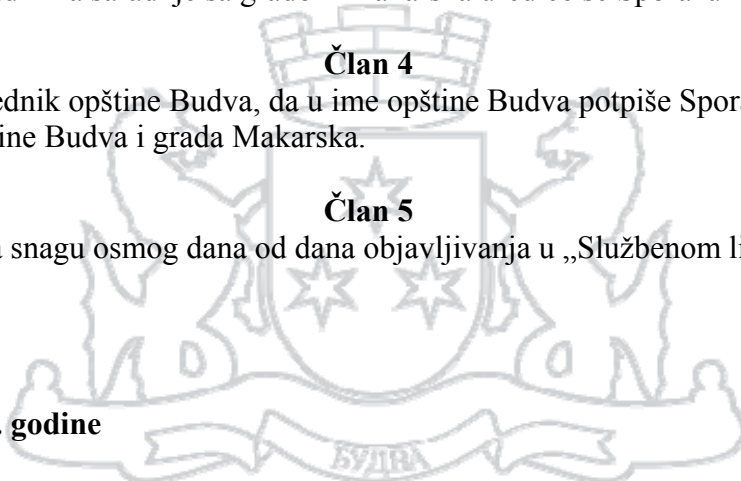 Član 4
ednik opštine Budva, da u ime opštine Budva potpiše Spora
ine Budva i grada Makarska.
Član 5
snagu osmog dana od dana objavljivanja u „Službenom li
. godine
БУДВА